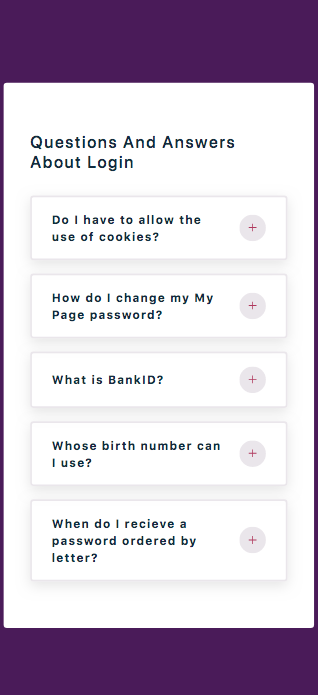 Questions And Answers
About Login
Do I have to allow the
use of cookies?
How do I change my My
Page password?
What is BankID?
Whose birth number can
I use?
When do I recieve a
password ordered by
letter?